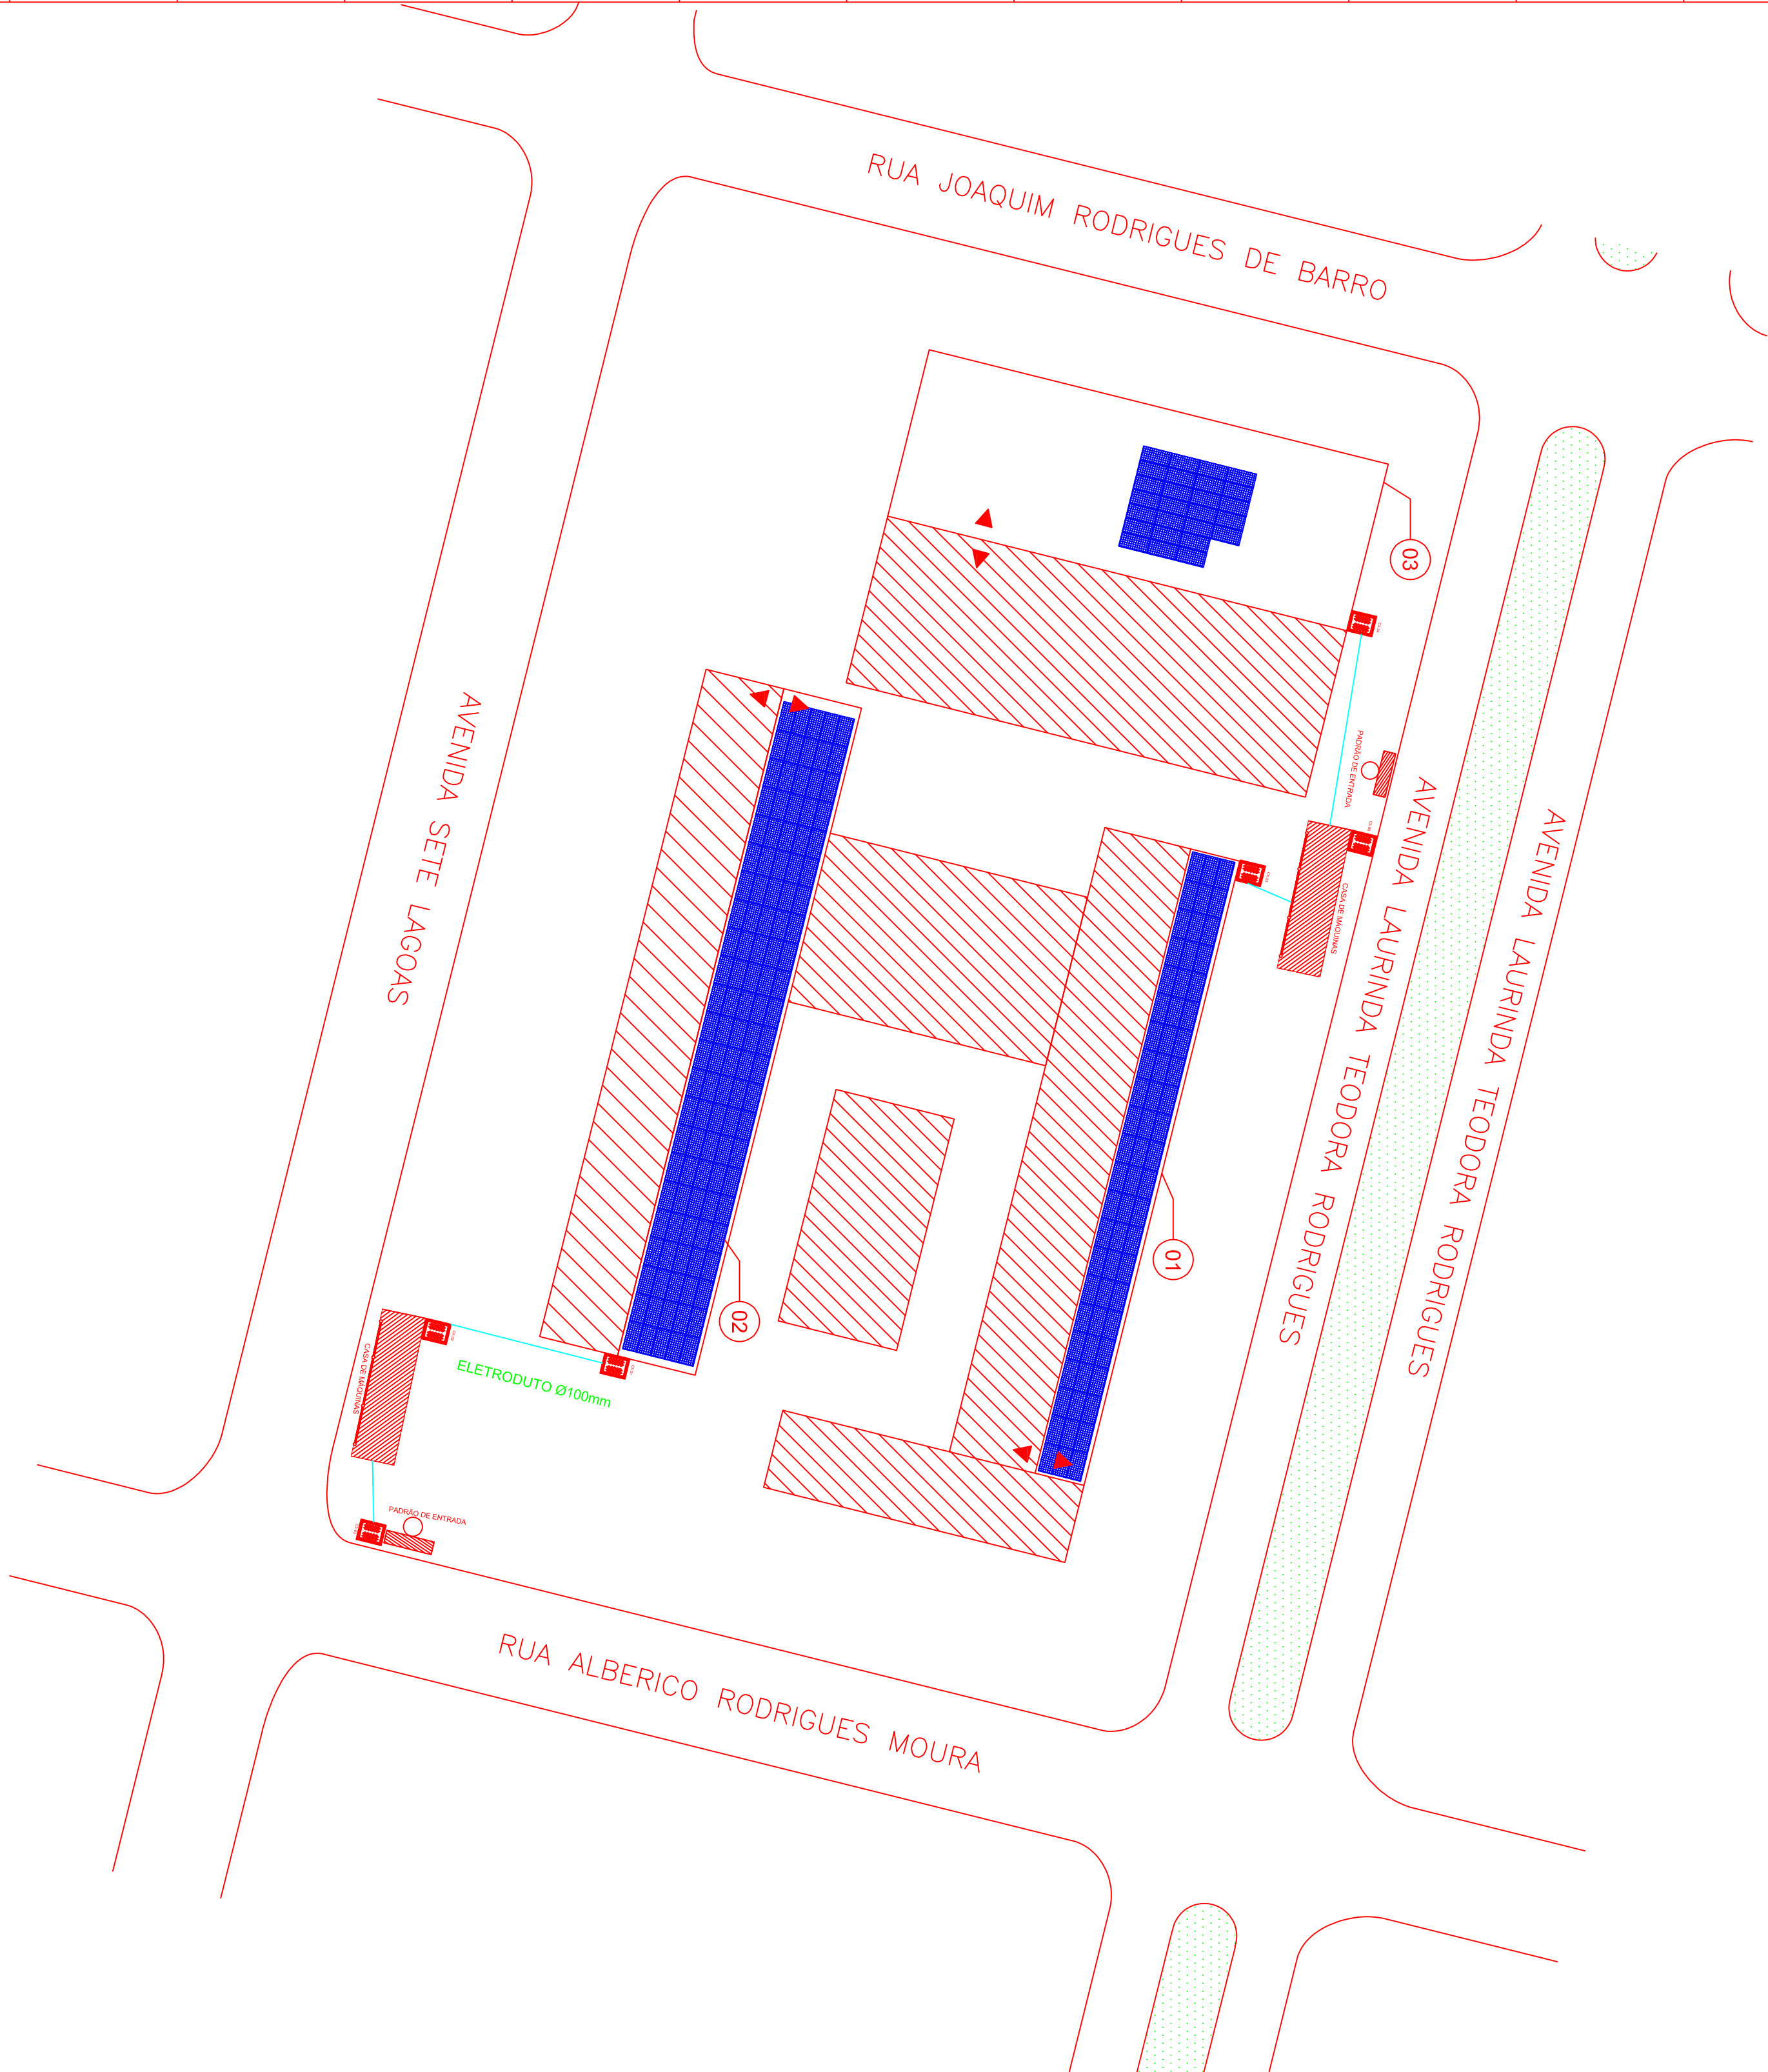 RUA JOAQUIM RODRIGUES DE BARRO
03
AVENIDA SETE LAGOAS
PADRÃO DE ENTRADA
CASA DE MÁQUINAS
AVENIDA LAURINDA TEODORA RODRIGUES
AVENIDA LAURINIDA TEODORA RODRIGUES
01
02
ELETRODUTO Ø100mm
CASA DE MÁQUINAS
PADRÃO DE ENTRADA
RUA ALBERICO RODRIGUES MOURA